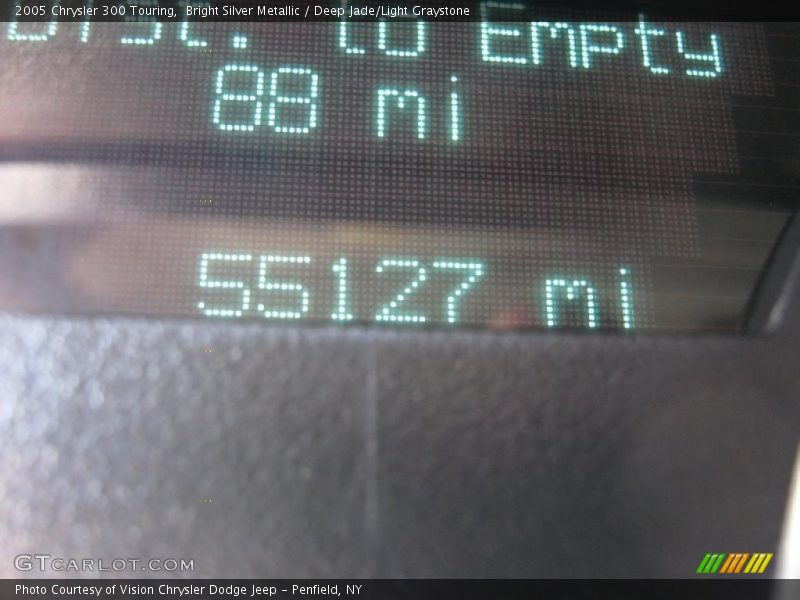 2005 Chrysler 300 Touring, Bright Silver Metallic / Deep Jade/Light Graystone
Dist. to Empty
88 mi
55127 mi
GTCARLOT.COM
Photo Courtesy of Vision Chrysler Dodge Jeep - Penfield, NY